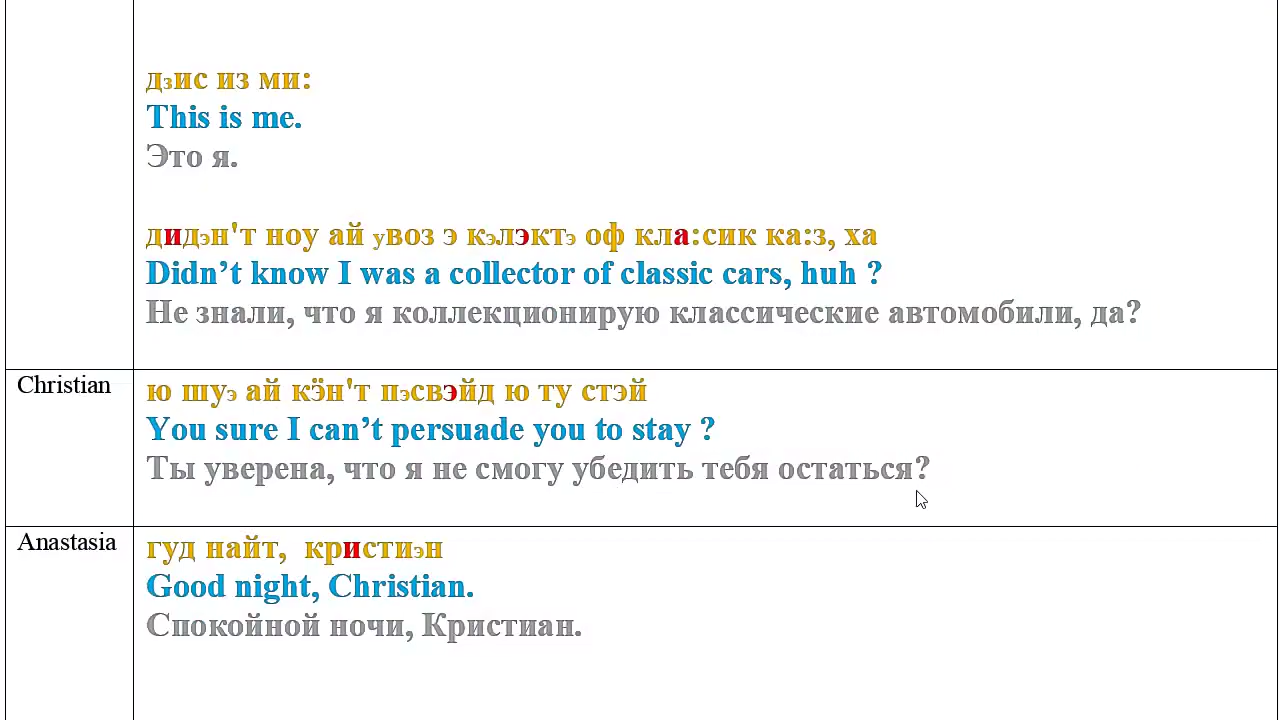 дзис из ми:
This is me.
Это я.
дидэн'т ноу ай увоз э кэлэктэ оф кла:сик ка:з, ха
Didn’t know I was a collector of classic cars, huh ?
Не знали, что я коллекционирую классические автомобили, да?
Christian
ю шуэ ай кӭн'т пэсвэйд ю ту стэй
You sure I can’t persuade you to stay ?
Ты уверена, что я не смогу убедить тебя остаться?
Anastasia
гуд найт, кристиэн
Good night, Christian.
Спокойной ночи, Кристиан.